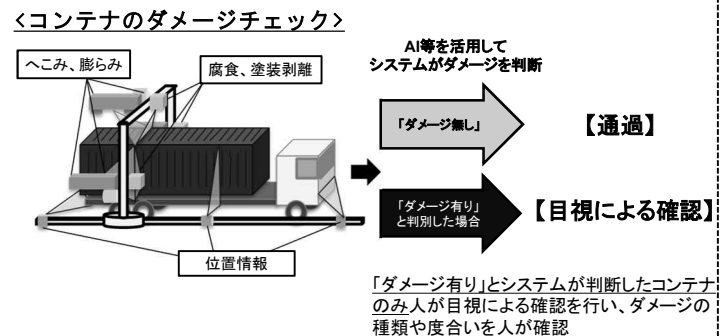 <コンテナのダメージチェック>
へこみ、膨らみ
腐食、塗装剥離
位置情報
AI等を活用して
システムがダメージを判断
「ダメージ無し」
【通過】
「ダメージ有り」
と判別した場合
【目視による確認】
「ダメージ有り」とシステムが判断したコンテナ
のみ人が目視による確認を行い、ダメージの
種類や度合いを人が確認